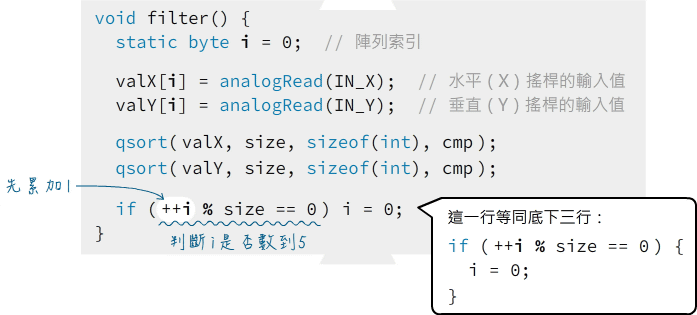 void filter() {
static byte i = 0;  // 陣列索引
valX[i] = analogRead(IN_X);  // 水平 ( X ) 搖桿的輸入值
valY[i] = analogRead(IN_Y);  // 垂直 ( Y ) 搖桿的輸入值
qsort( valX, size, sizeof(int), cmp );
qsort( valY, size, sizeof(int), cmp );
先累加1
if ( ++i % size == 0 ) i = 0;
}
判斷i是否數到5
這一行等同底下三行：
if ( ++i % size == 0 ) {
i = 0;
}